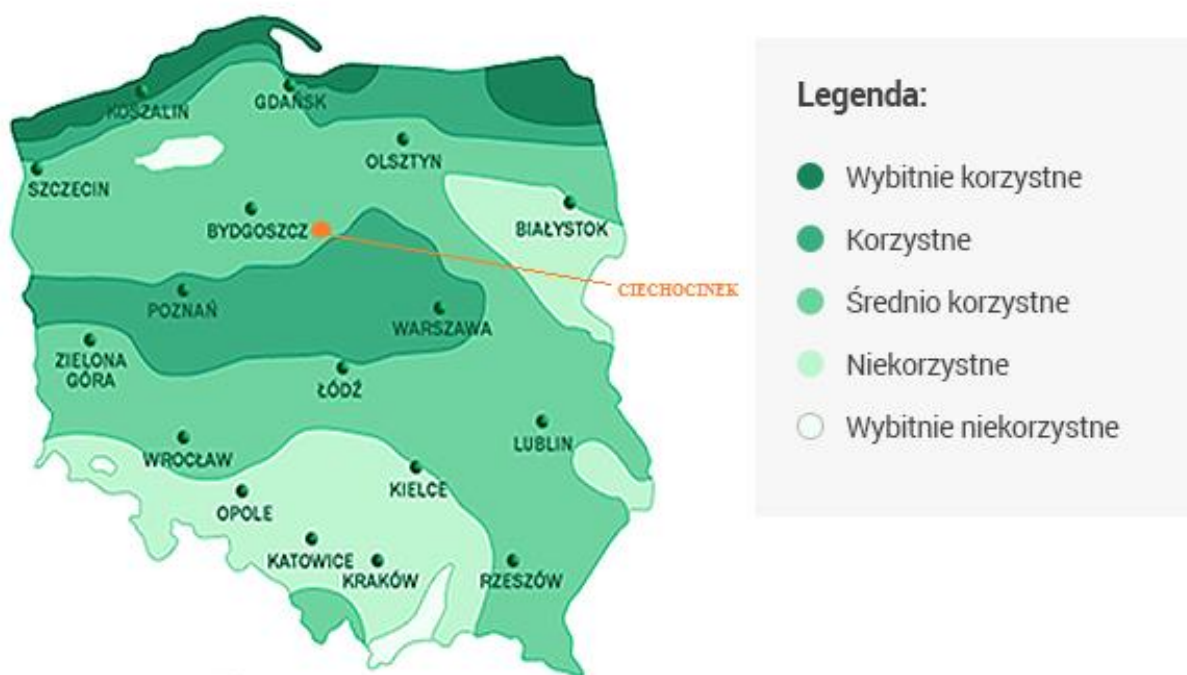 KOSZALIN
GDAŃSK
OLSZTYN
SZCZECIN
BYDGOSZCZ
BIAŁYSTOK
CIECHOCINEK
POZNAŃ
WARSZAWA
ZIELONA
GÓRA
ŁÓDŹ
LUBLIN
WROCŁAW
KIELCE
OPOLE
KATOWICE
KRAKÓW
RZESZÓW
Legenda:
Wybitnie korzystne
Korzystne
Średnio korzystne
Niekorzystne
Wybitnie niekorzystne